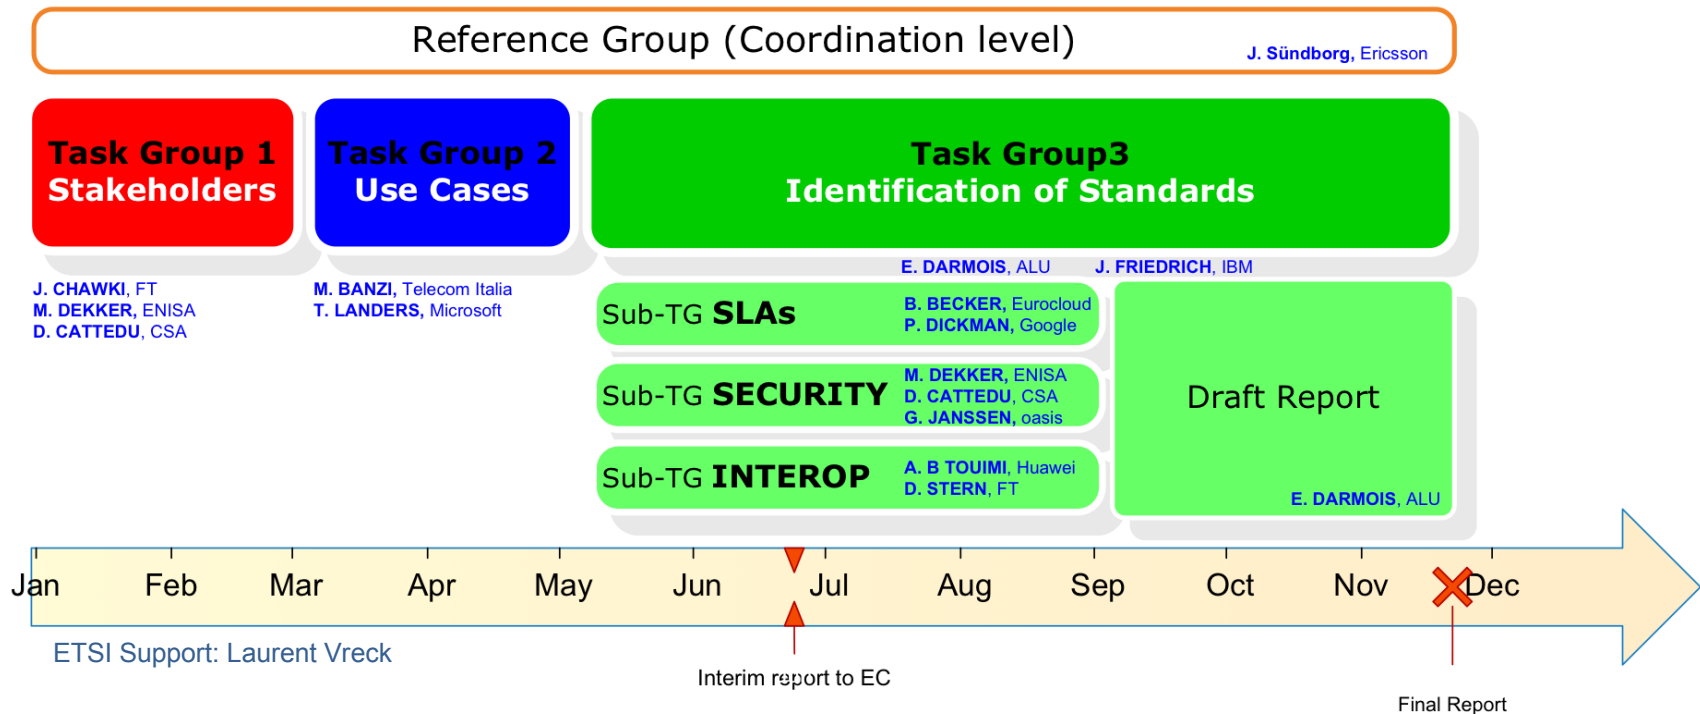 Reference Group (Coordination level)
J. Sündborg, Ericsson
Task Group 1
Stakeholders
Task Group 2
Use Cases
Task Group3
Identification of Standards
J. CHAWKI, FT
M. DEKKER, ENISA
D. CATTEDU, CSA
M. BANZI, Telecom Italia
T. LANDERS, Microsoft
E. DARMOIS, ALU
J. FRIEDRICH, IBM
Sub-TG SLAs
B. BECKER, Eurocloud
P. DICKMAN, Google
Sub-TG SECURITY
M. DEKKER, ENISA
D. CATTEDU, CSA
G. JANSSEN, oasis
Sub-TG INTEROP
A. B TOUIMI, Huawei
D. STERN, FT
Draft Report
E. DARMOIS, ALU
Jan Feb Mar Apr May Jun Jul Aug Sep Oct Nov Dec
ETSI Support: Laurent Vreck
Interim report to EC
Final Report